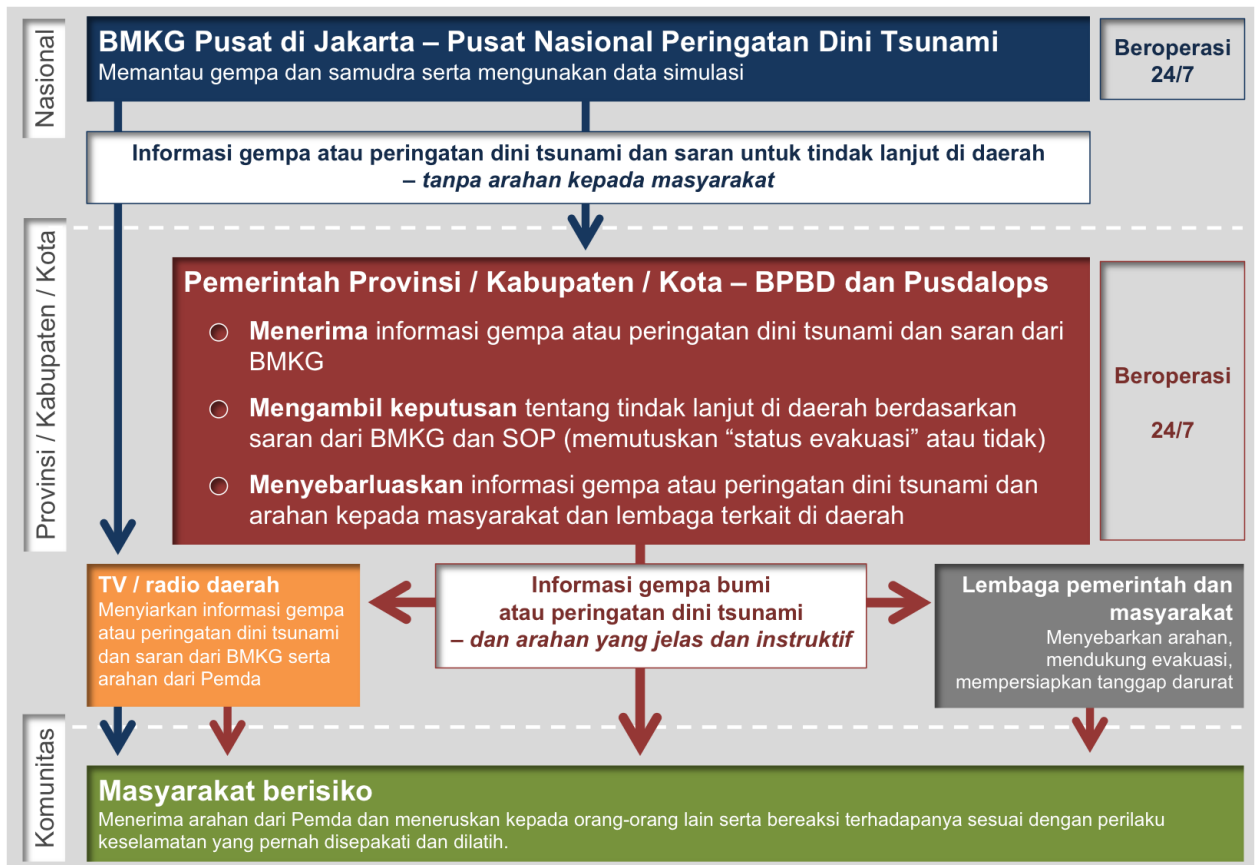 Nasional
BMKG Pusat di Jakarta – Pusat Nasional Peringatan Dini Tsunami
Memantau gempa dan samudra serta mengunakan data simulasi
Beroperasi
24/7
Informasi gempa atau peringatan dini tsunami dan saran untuk tindak lanjut di daerah
– tanpa arahan kepada masyarakat
Provinsi / Kabupaten / Kota
Pemerintah Provinsi / Kabupaten / Kota – BPBD dan Pusdalops
Menerima informasi gempa atau peringatan dini tsunami dan saran dari
BMKG
Mengambil keputusan tentang tindak lanjut di daerah berdasarkan
saran dari BMKG dan SOP (memutuskan “status evakuasi” atau tidak)
Menyebarluaskan informasi gempa atau peringatan dini tsunami dan
arahan kepada masyarakat dan lembaga terkait di daerah
Beroperasi
24/7
TV / radio daerah
Menyiarkan informasi gempa
atau peringatan dini tsunami
dan saran dari BMKG serta
arahan dari Pemda
Informasi gempa bumi
atau peringatan dini tsunami
– dan arahan yang jelas dan instruktif
Lembaga pemerintah dan
masyarakat
Menyebarkan arahan,
mendukung evakuasi,
mempersiapkan tanggap darurat
Komunitas
Masyarakat berisiko
Menerima arahan dari Pemda dan meneruskan kepada orang-orang lain serta bereaksi terhadapanya sesuai dengan perilaku
keselamatan yang pernah disepakati dan dilatih.